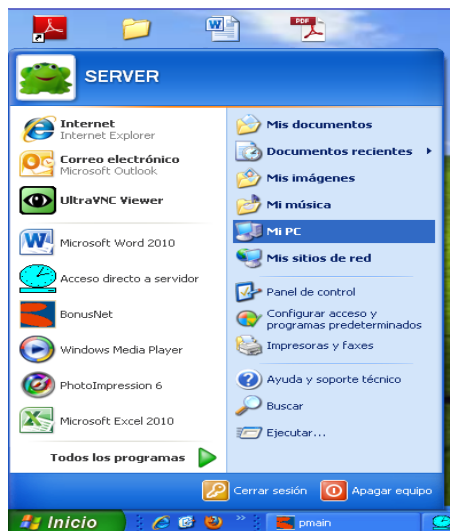 PDF
SERVER
Internet
Internet Explorer
Correo electrónico
Microsoft Outlook
UltraVNC Viewer
Microsoft Word 2010
Acceso directo a servidor
BonusNet
Windows Media Player
PhotoImpression 6
Microsoft Excel 2010
Todos los programas
Mis documentos
Documentos recientes
Mis imágenes
Mi música
Mi PC
Mis sitios de red
Panel de control
Configurar acceso y
programas predeterminados
Impresoras y faxes
Ayuda y soporte técnico
Buscar
Ejecutar...
Cerrar sesión
Apagar equipo
Inicio
pmain